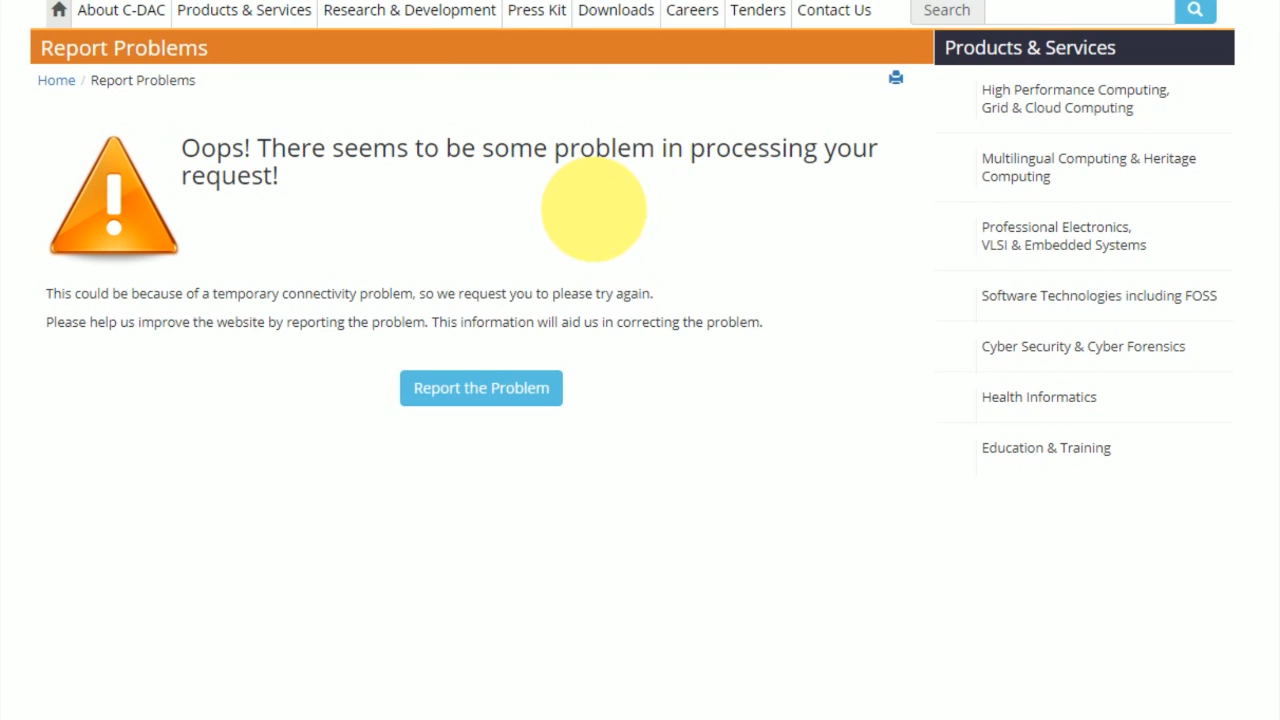 About C-DAC Products & Services Research & Development Press Kit Downloads Careers Tenders Contact Us Search
Report Problems
Home / Report Problems
Oops! There seems to be some problem in processing your
request!
This could be because of a temporary connectivity problem, so we request you to please try again.
Please help us improve the website by reporting the problem. This information will aid us in correcting the problem.
Report the Problem
Products & Services
High Performance Computing,
Grid & Cloud Computing
Multilingual Computing & Heritage
Computing
Professional Electronics,
VLSI & Embedded Systems
Software Technologies including FOSS
Cyber Security & Cyber Forensics
Health Informatics
Education & Training